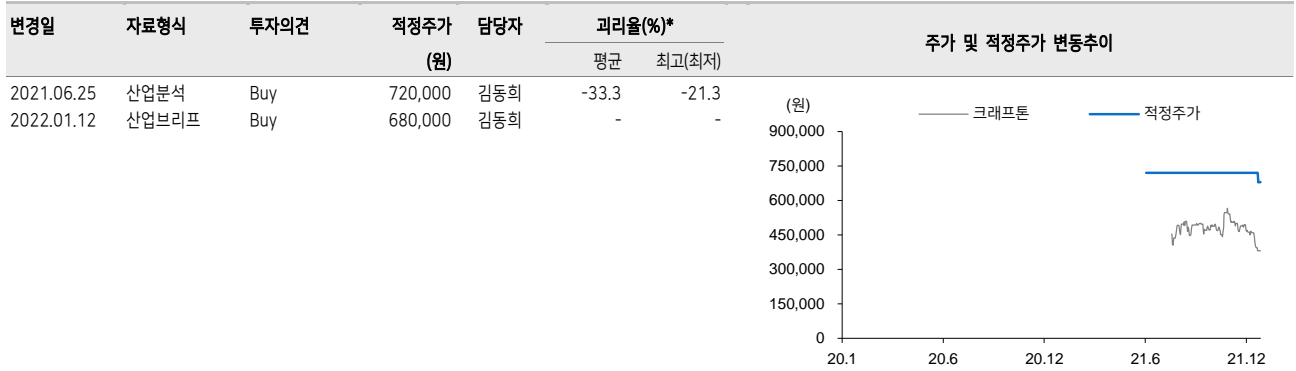 변경일 자료형식 투자의견 적정주가 담당자 괴리율(%)* 주가 및 적정주가 변동추이
(원) 평균 최고(최저)
2021.06.25 산업분석 Buy 720,000 김동희 -33.3 -21.3
2022.01.12 산업브리프 Buy 680,000 김동희 - -
(원) 크래프톤 적정주가
900,000
750,000
600,000
450,000
300,000
150,000
0
20.1 20.6 20.12 21.6 21.12